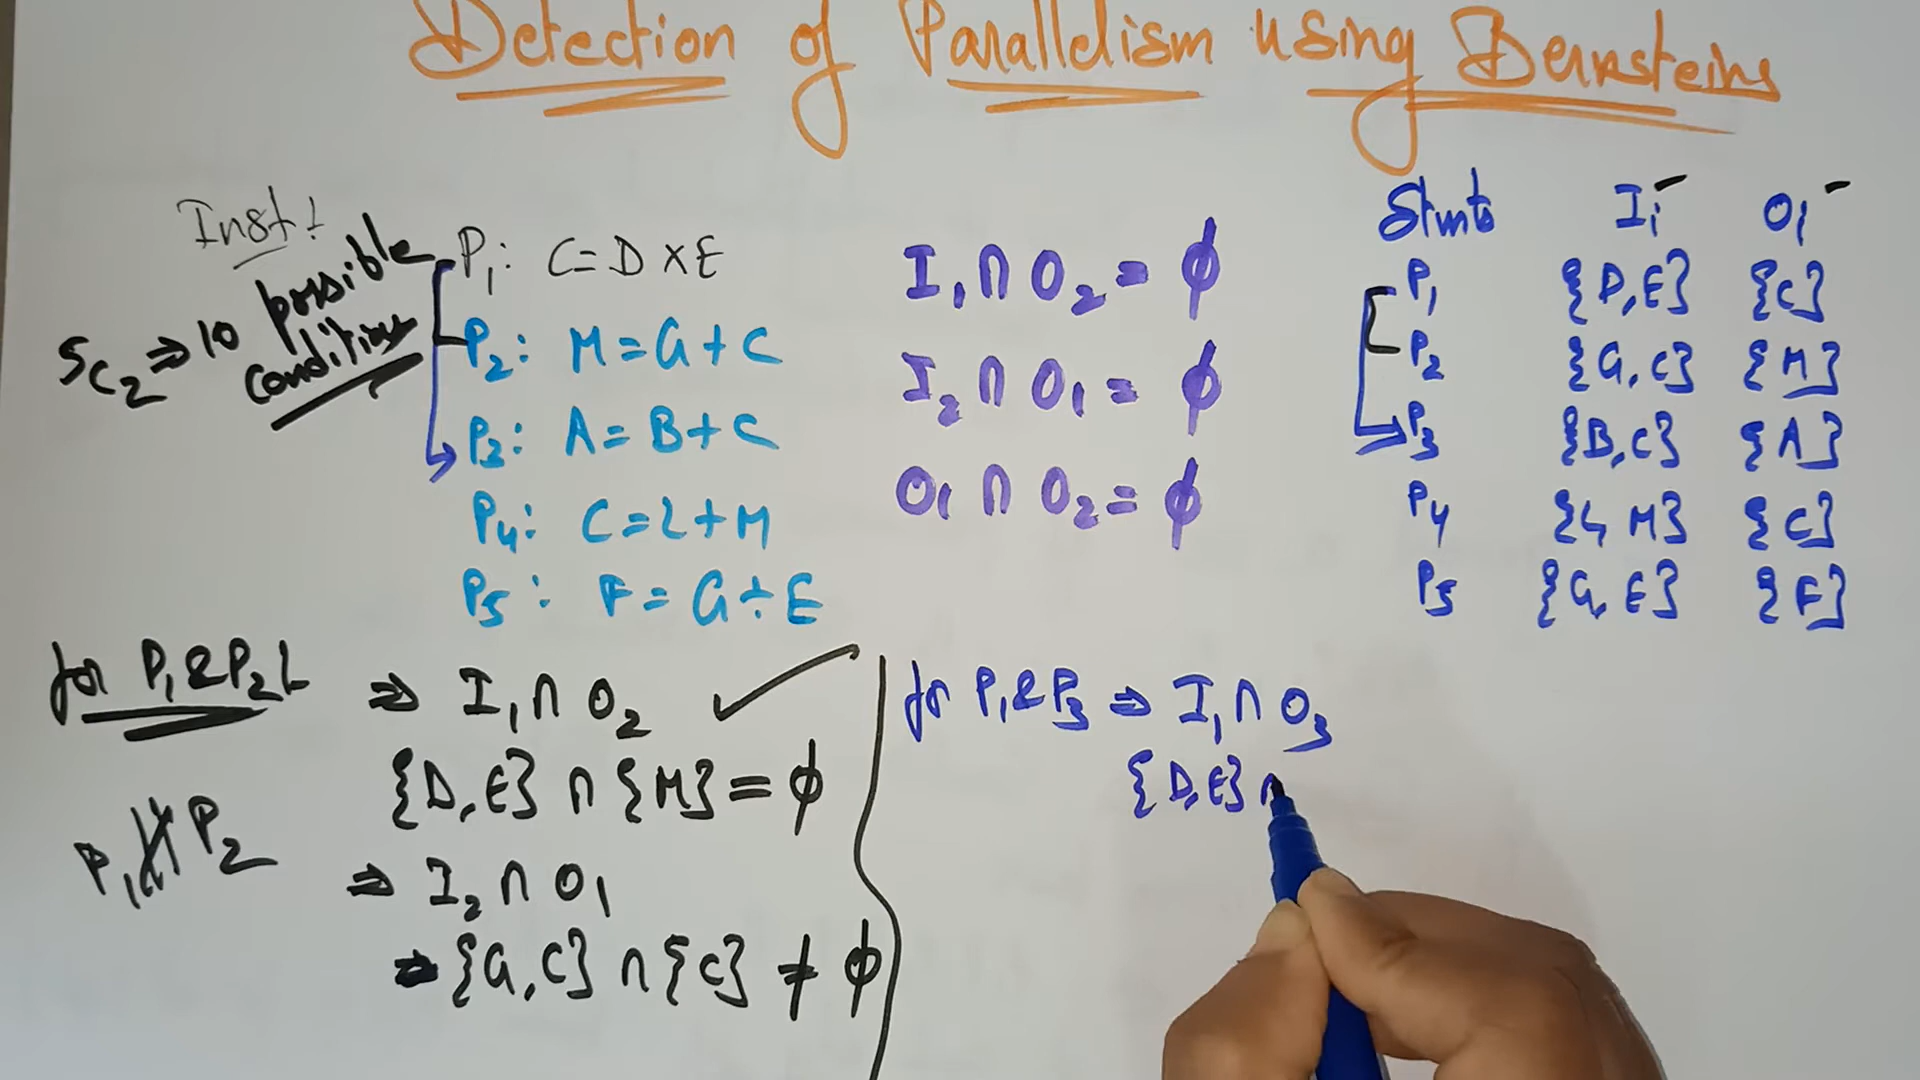 Detection of Parallelism using Bernsteins
Inst:
5C₂ ⇒ 10 possible conditions
P₁: C = D × E
P₂: M = G + C
P₃: A = B + C
P₄: C = L + M
P₅: F = G ÷ E
I₁ ∩ O₂ = ϕ
I₂ ∩ O₁ = ϕ
O₁ ∩ O₂ = ϕ
Stmts Iᵢ Oᵢ
P₁ {D,E} {C}
P₂ {G,C} {M}
P₃ {B,C} {A}
P₄ {L, M} {C}
P₅ {G, E} {F}
for P₁ & P₂ ⇒ I₁ ∩ O₂ ✓
{D,E} ∩ {M} = ϕ
P₁ ∦ P₂
⇒ I₂ ∩ O₁
⇒ {G,C} ∩ {C} ≠ ϕ
for P₁ & P₃ ⇒ I₁ ∩ O₃
{D,E} ∩